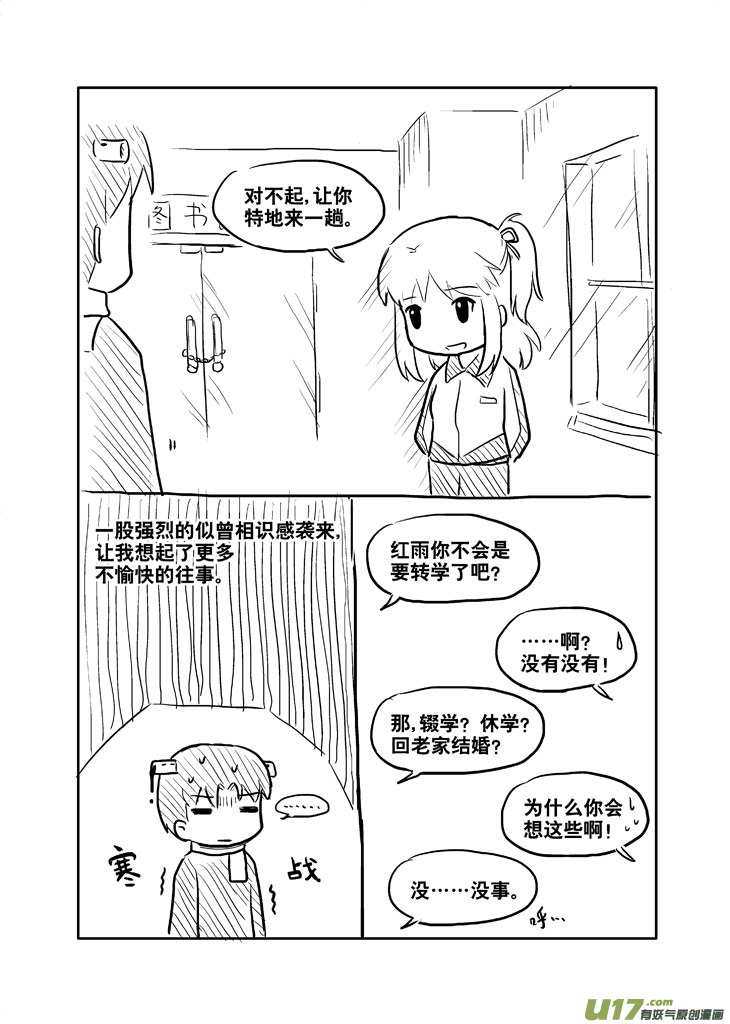 对不起,让你
特地来一趟。
图书
一股强烈的似曾相识感袭来,
让我想起了更多
不愉快的往事。
……
寒
战
红雨你不会是
要转学了吧?
……啊?
没有没有!
那,辍学?休学?
回老家结婚?
为什么你会
想这些啊!
没……没事。
呼…
U17.com
有妖气原创漫画